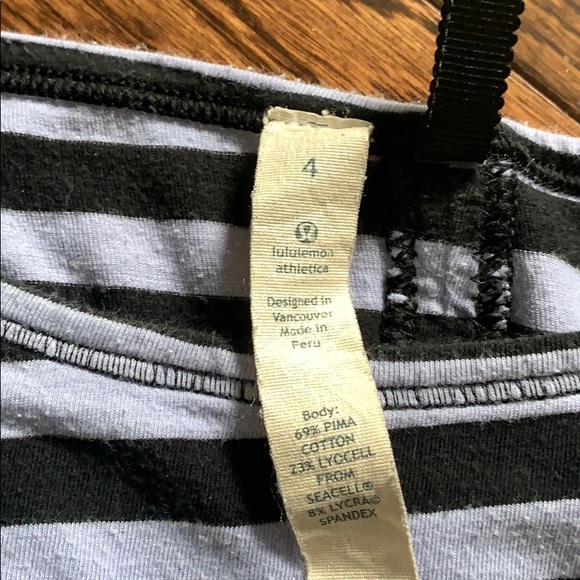 4
lululemon
athletica
Designed in
Vancouver
Made in
Peru
Body:
69% PIMA
COTTON
23% LYOCELL
FROM
SEACELL®
8% LYCRA®
SPANDEX